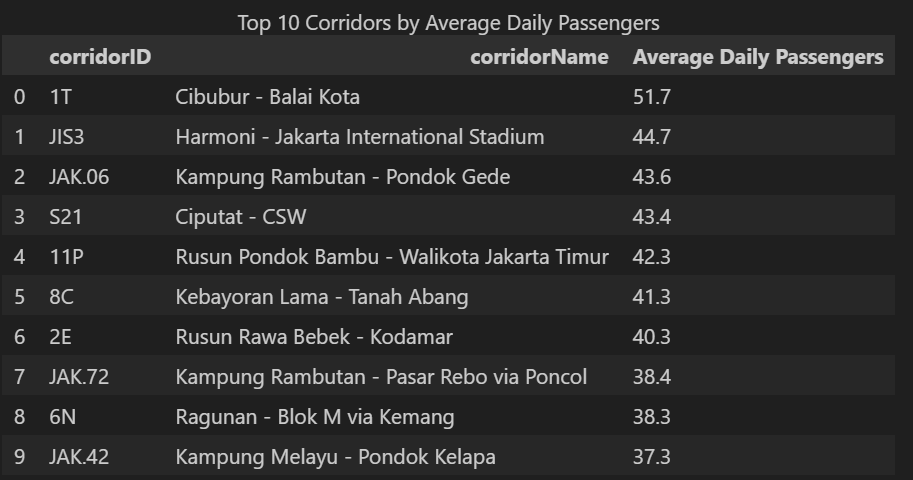 Top 10 Corridors by Average Daily Passengers
corridorID corridorName Average Daily Passengers
0 1T Cibubur - Balai Kota 51.7
1 JIS3 Harmoni - Jakarta International Stadium 44.7
2 JAK.06 Kampung Rambutan - Pondok Gede 43.6
3 S21 Ciputat - CSW 43.4
4 11P Rusun Pondok Bambu - Walikota Jakarta Timur 42.3
5 8C Kebayoran Lama - Tanah Abang 41.3
6 2E Rusun Rawa Bebek - Kodamar 40.3
7 JAK.72 Kampung Rambutan - Pasar Rebo via Poncol 38.4
8 6N Ragunan - Blok M via Kemang 38.3
9 JAK.42 Kampung Melayu - Pondok Kelapa 37.3